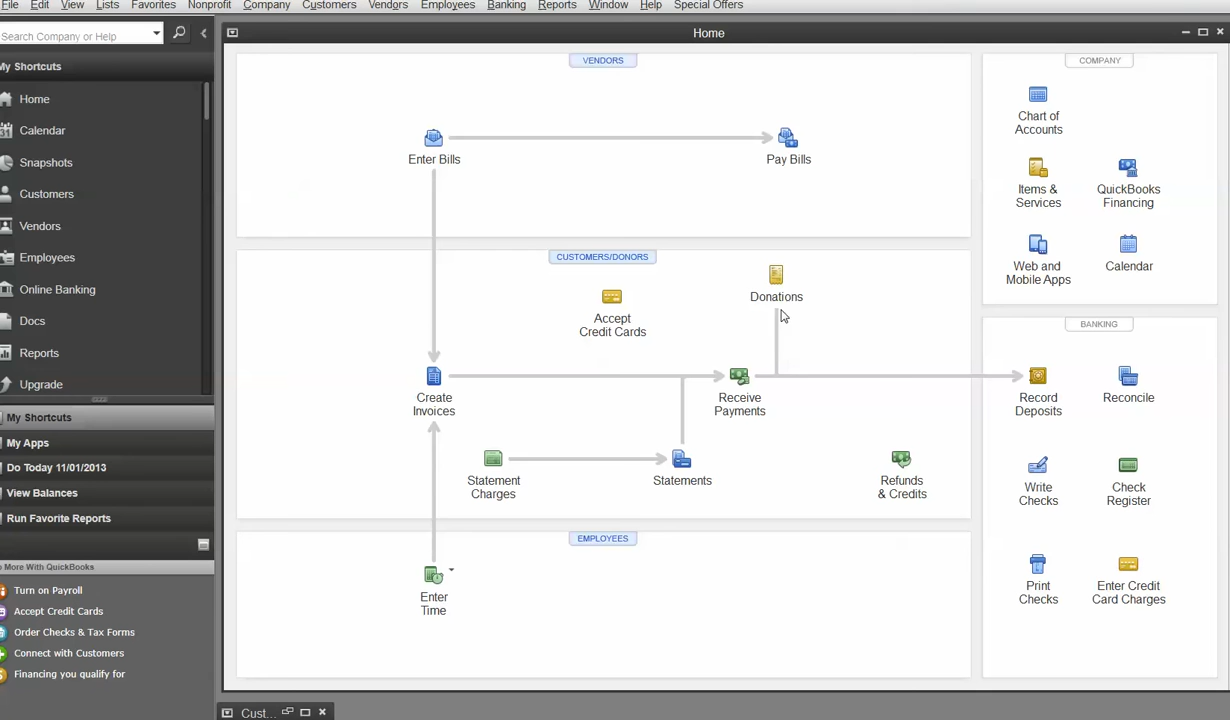 File Edit View Lists Favorites Nonprofit Company Customers Vendors Employees Banking Reports Window Help Special Offers
Search Company or Help
My Shortcuts
Home
Calendar
Snapshots
Customers
Vendors
Employees
Online Banking
Docs
Reports
Upgrade
My Shortcuts
My Apps
Do Today 11/01/2013
View Balances
Run Favorite Reports
More With QuickBooks
Turn on Payroll
Accept Credit Cards
Order Checks & Tax Forms
Connect with Customers
Financing you qualify for
Home
VENDORS
Enter Bills
Pay Bills
CUSTOMERS/DONORS
Donations
Accept
Credit Cards
Create
Invoices
Receive
Payments
Statement
Charges
Statements
Refunds
& Credits
EMPLOYEES
Enter
Time
COMPANY
Chart of
Accounts
Items &
Services
QuickBooks
Financing
Web and
Mobile Apps
Calendar
BANKING
Record
Deposits
Reconcile
Write
Checks
Check
Register
Print
Checks
Enter Credit
Card Charges
Cust...